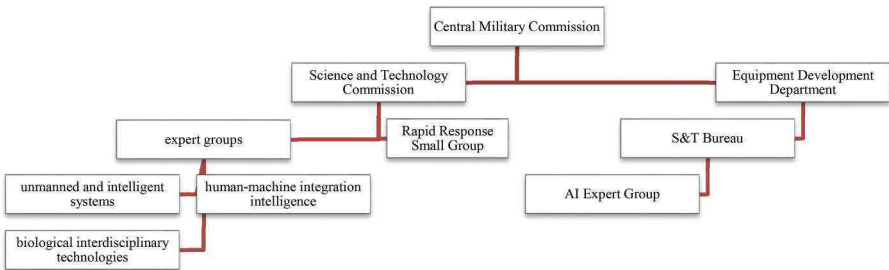 Central Military Commission
Science and Technology
Commission
Equipment Development
Department
expert groups
Rapid Response
Small Group
S&T Bureau
unmanned and intelligent
systems
human-machine integration
intelligence
AI Expert Group
biological interdisciplinary
technologies